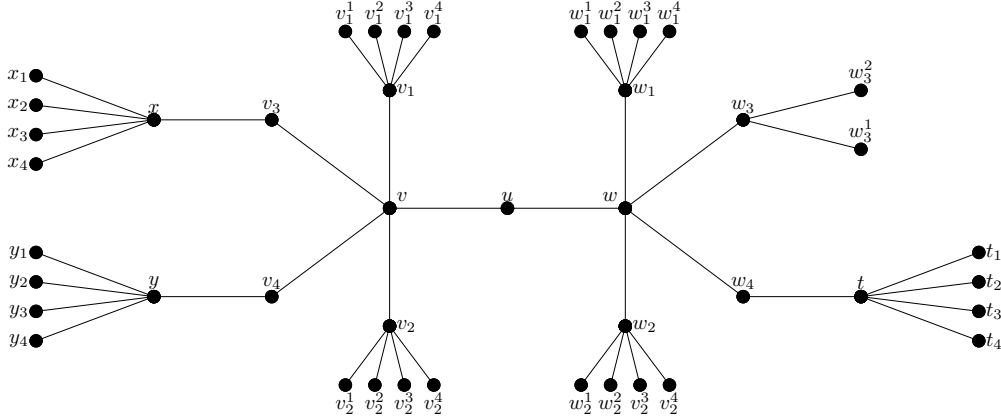 v_1^1 v_1^2 v_1^3 v_1^4 w_1^1 w_1^2 w_1^3 w_1^4
x_1 v_1 w_1 w_3^2
x_2 x v_3 w_3
x_3
x_4 w_3^1
v u w
y_1 t_1
y_2 y v_4 w_4 t t_2
y_3 t_3
y_4 v_2 w_2 t_4
v_2^1 v_2^2 v_2^3 v_2^4 w_2^1 w_2^2 v_2^3 v_2^4